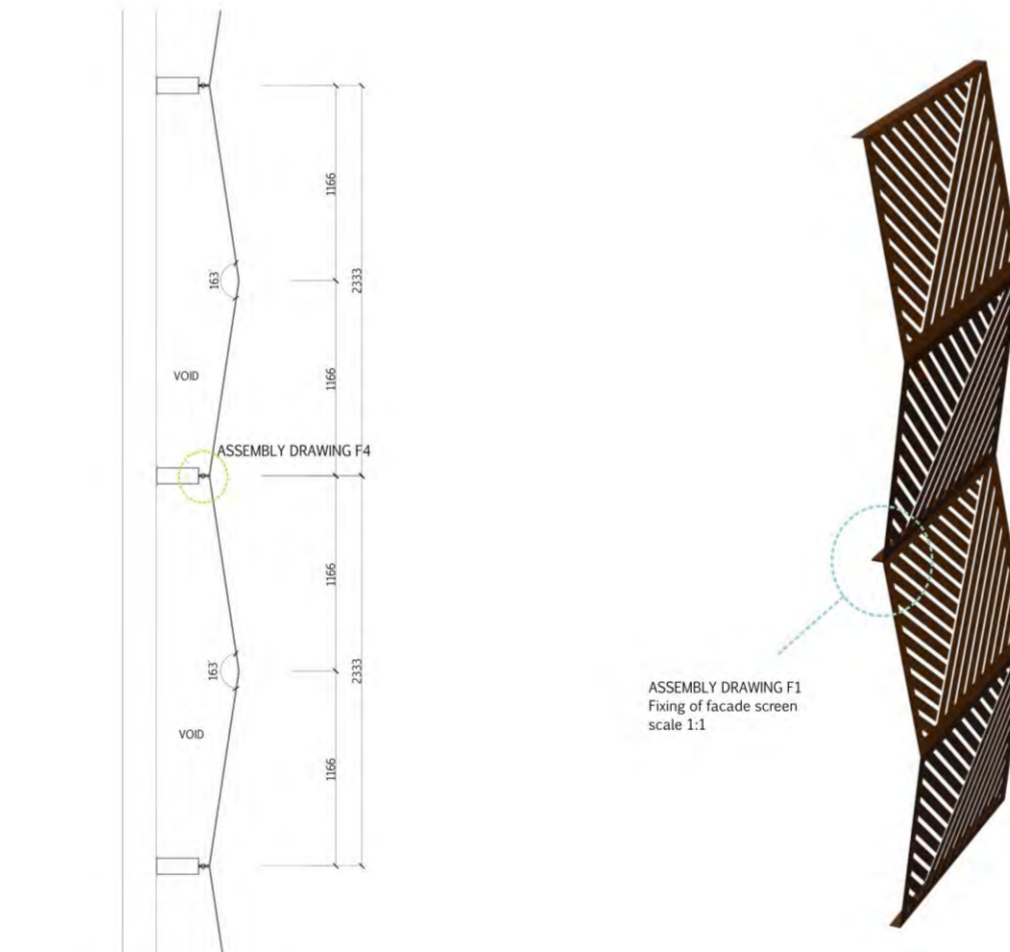 1166
163°
2333
VOID
1166
ASSEMBLY DRAWING F4
1166
163°
2333
VOID
1166
ASSEMBLY DRAWING F1
Fixing of facade screen
scale 1:1